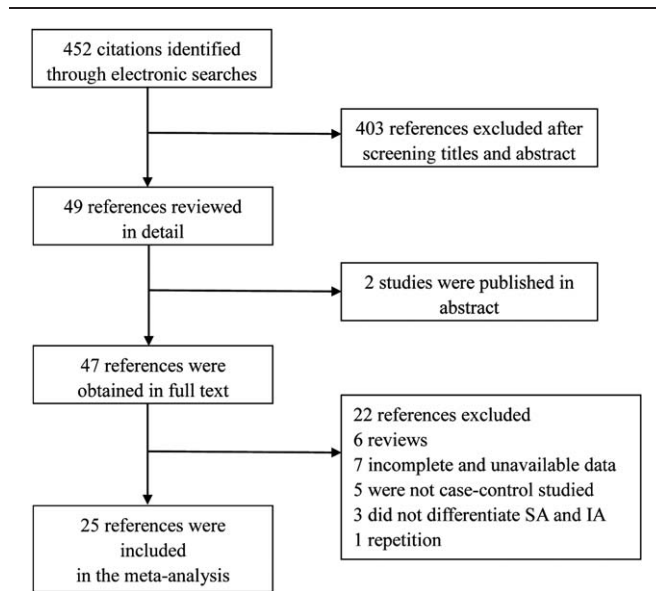 452 citations identified
through electronic searches
403 references excluded after
screening titles and abstract
49 references reviewed
in detail
2 studies were published in
abstract
47 references were
obtained in full text
22 references excluded
6 reviews
7 incomplete and unavailable data
5 were not case-control studied
3 did not differentiate SA and IA
1 repetition
25 references were
included
in the meta-analysis